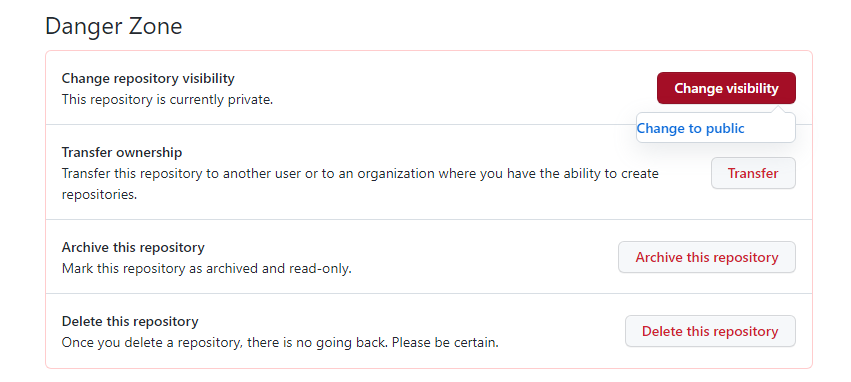 Danger Zone
Change repository visibility
This repository is currently private.
Change visibility
Change to public
Transfer ownership
Transfer this repository to another user or to an organization where you have the ability to create
repositories.
Transfer
Archive this repository
Mark this repository as archived and read-only.
Archive this repository
Delete this repository
Once you delete a repository, there is no going back. Please be certain.
Delete this repository